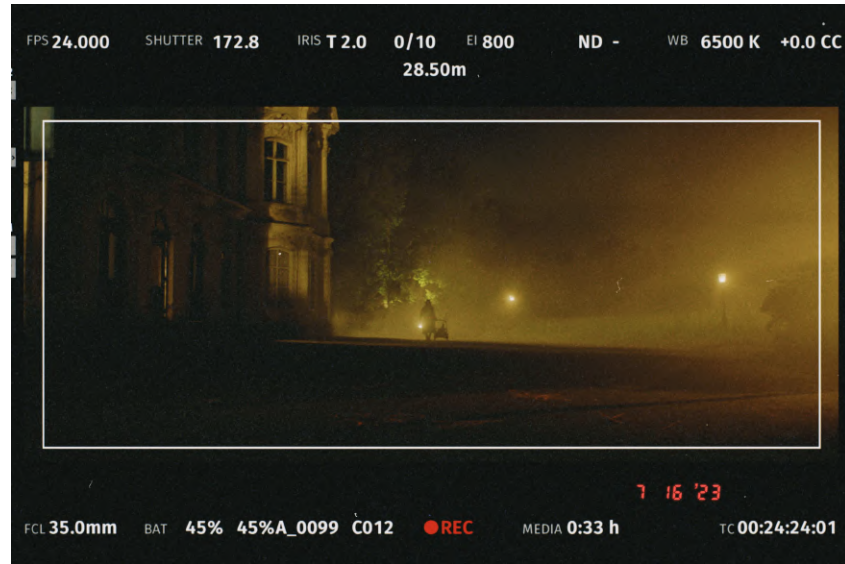 FPS 24.000 SHUTTER 172.8 IRIS T 2.0 0/10 EI 800 ND - WB 6500 K +0.0 CC
28.50m
7 16 '23
FCL 35.0mm BAT 45% 45%A_0099 C012 REC MEDIA 0:33 h TC 00:24:24:01